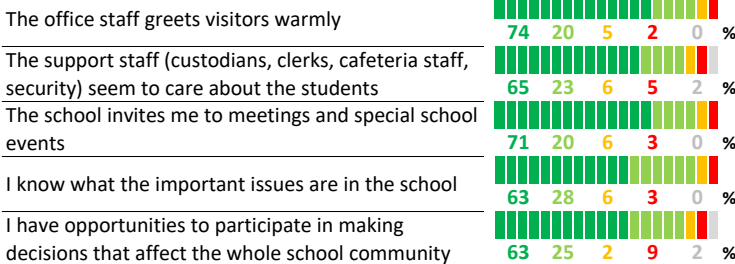 The office staff greets visitors warmly
74 20 5 2 0 %
The support staff (custodians, clerks, cafeteria staff,
security) seem to care about the students
65 23 6 5 2 %
The school invites me to meetings and special school
events
71 20 6 3 0 %
I know what the important issues are in the school
63 28 6 3 0 %
I have opportunities to participate in making
decisions that affect the whole school community
63 25 2 9 2 %